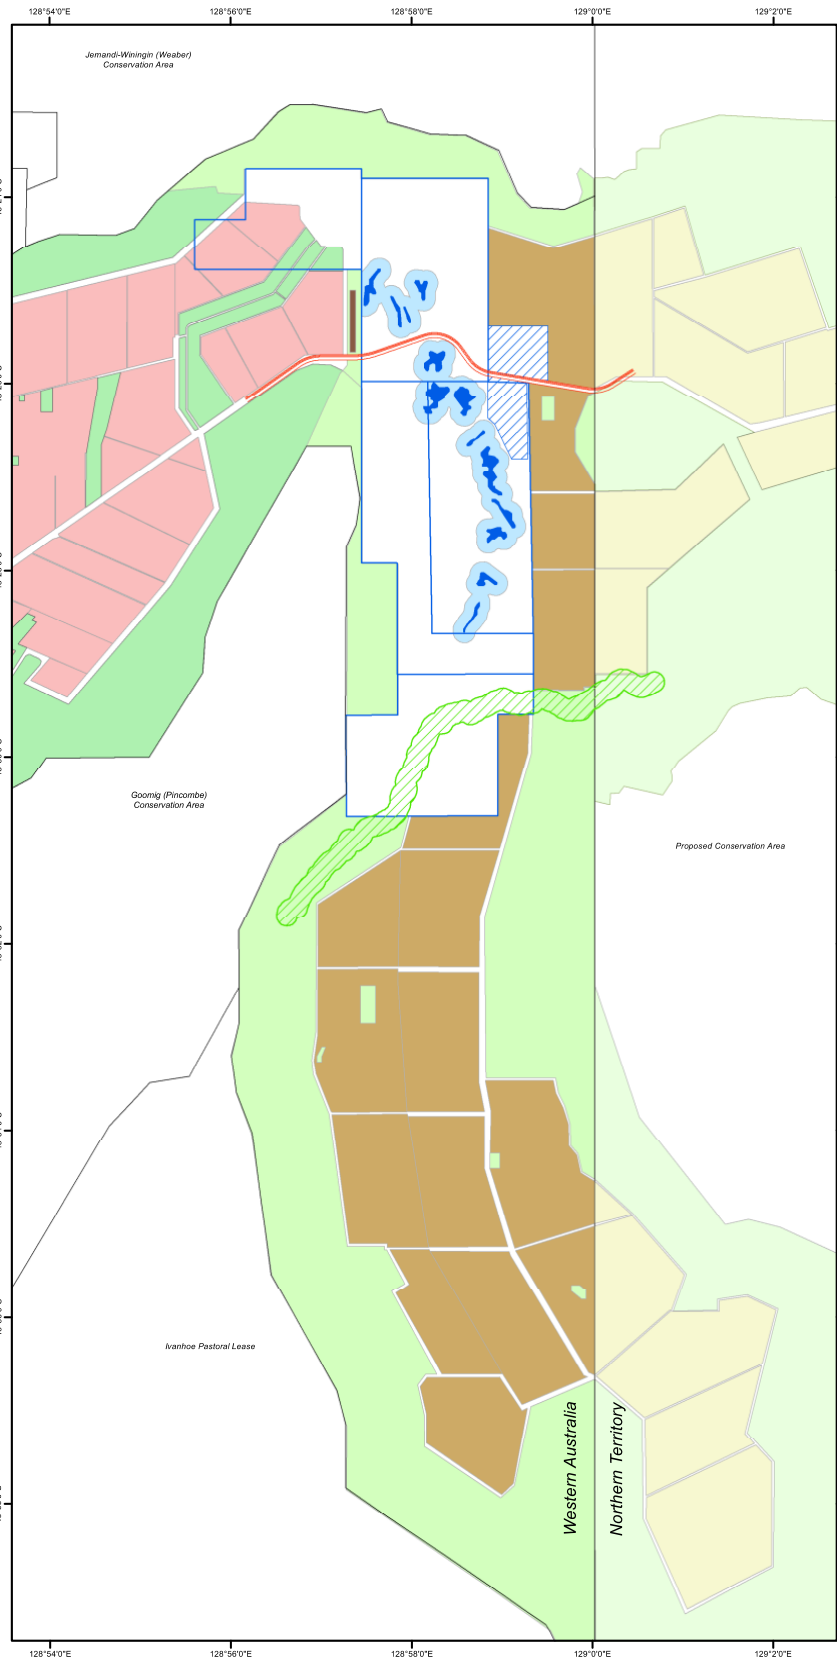 128°54'0"E 128°56'0"E 128°58'0"E 129°0'0"E 129°2'0"E
Jemandi-Winingin (Weaber)
Conservation Area
Goomig (Pincombe)
Conservation Area
Proposed Conservation Area
Ivanhoe Pastoral Lease
Western Australia
Northern Territory
128°54'0"E 128°56'0"E 128°58'0"E 129°0'0"E 129°2'0"E